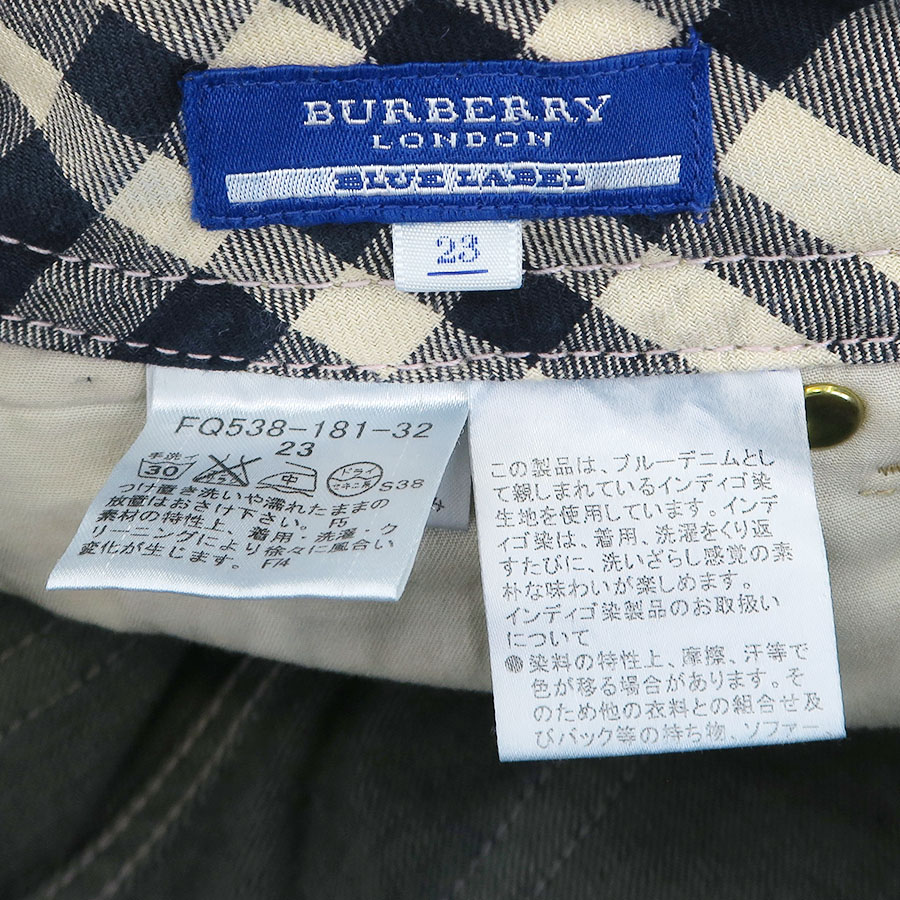 BURBERRY
LONDON
BLUE LABEL
23
FQ538-181-32
23
手洗イ
30
中
ドライ
セキユ系
S38
つけ置き洗いや濡れたままの
放置はおさけ下さい。F5
素材の特性上、着用・洗濯・ク
リーニングにより徐々に風合い
変化が生じます。F74
この製品は、ブルーデニムとし
て親しまれているインディゴ染
生地を使用しています。インデ
ィゴ染は、着用、洗濯をくり返
すたびに、洗いざらし感覚の素
朴な味わいが楽しめます。
インディゴ染製品のお取扱い
について
●染料の特性上、摩擦、汗等で
色が移る場合があります。そ
のため他の衣料との組合せ及
びバック等の持ち物、ソファー